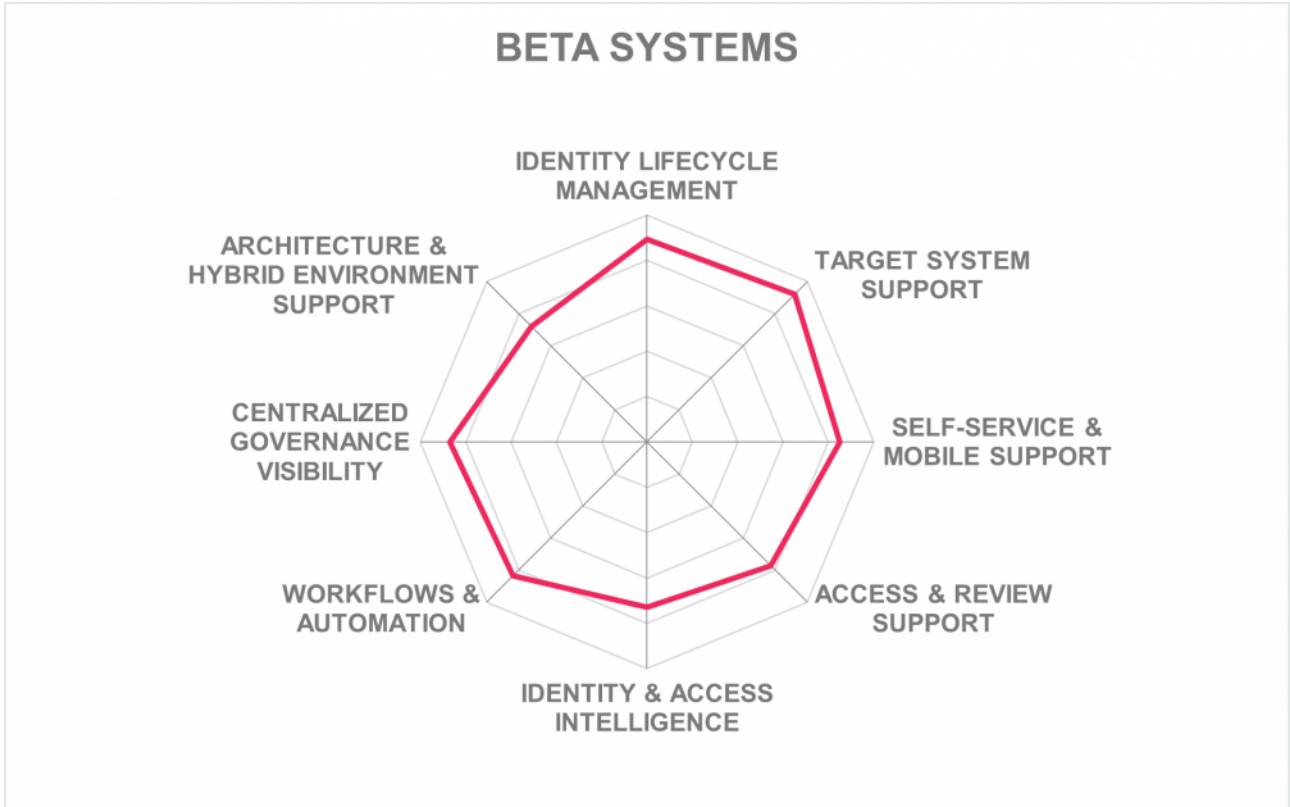 BETA SYSTEMS
IDENTITY LIFECYCLE
MANAGEMENT
TARGET SYSTEM
SUPPORT
SELF-SERVICE &
MOBILE SUPPORT
ACCESS & REVIEW
SUPPORT
IDENTITY & ACCESS
INTELLIGENCE
WORKFLOWS &
AUTOMATION
CENTRALIZED
GOVERNANCE
VISIBILITY
ARCHITECTURE &
HYBRID ENVIRONMENT
SUPPORT